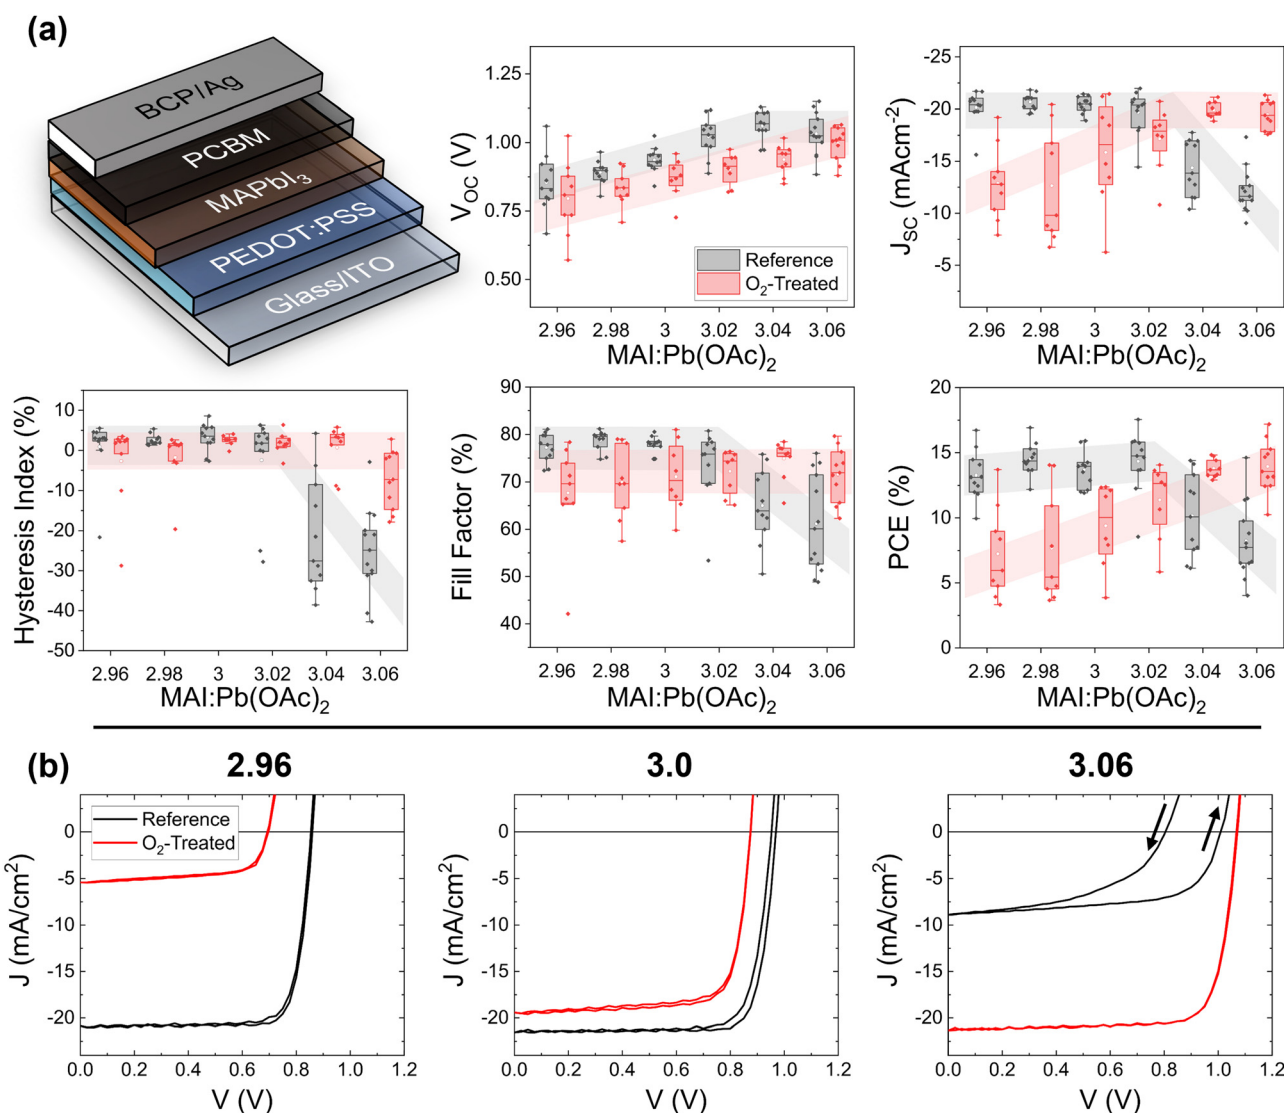 (a)
BCP/Ag
PCBM
MAPbI₃
PEDOT:PSS
Glass/ITO
V_OC (V)
1.25
1.00
0.75
0.50
Reference
O₂-Treated
2.96 2.98 3 3.02 3.04 3.06
MAI:Pb(OAc)₂
J_SC (mAcm⁻²)
-25
-20
-15
-10
-5
2.96 2.98 3 3.02 3.04 3.06
MAI:Pb(OAc)₂
Hysteresis Index (%)
10
0
-10
-20
-30
-40
-50
2.96 2.98 3 3.02 3.04 3.06
MAI:Pb(OAc)₂
Fill Factor (%)
90
80
70
60
50
40
2.96 2.98 3 3.02 3.04 3.06
MAI:Pb(OAc)₂
PCE (%)
20
15
10
5
0
2.96 2.98 3 3.02 3.04 3.06
MAI:Pb(OAc)₂
(b)
2.96
Reference
O₂-Treated
J (mA/cm²)
0
-5
-10
-15
-20
0.0 0.2 0.4 0.6 0.8 1.0 1.2
V (V)
3.0
J (mA/cm²)
0
-5
-10
-15
-20
0.0 0.2 0.4 0.6 0.8 1.0 1.2
V (V)
3.06
J (mA/cm²)
0
-5
-10
-15
-20
0.0 0.2 0.4 0.6 0.8 1.0 1.2
V (V)